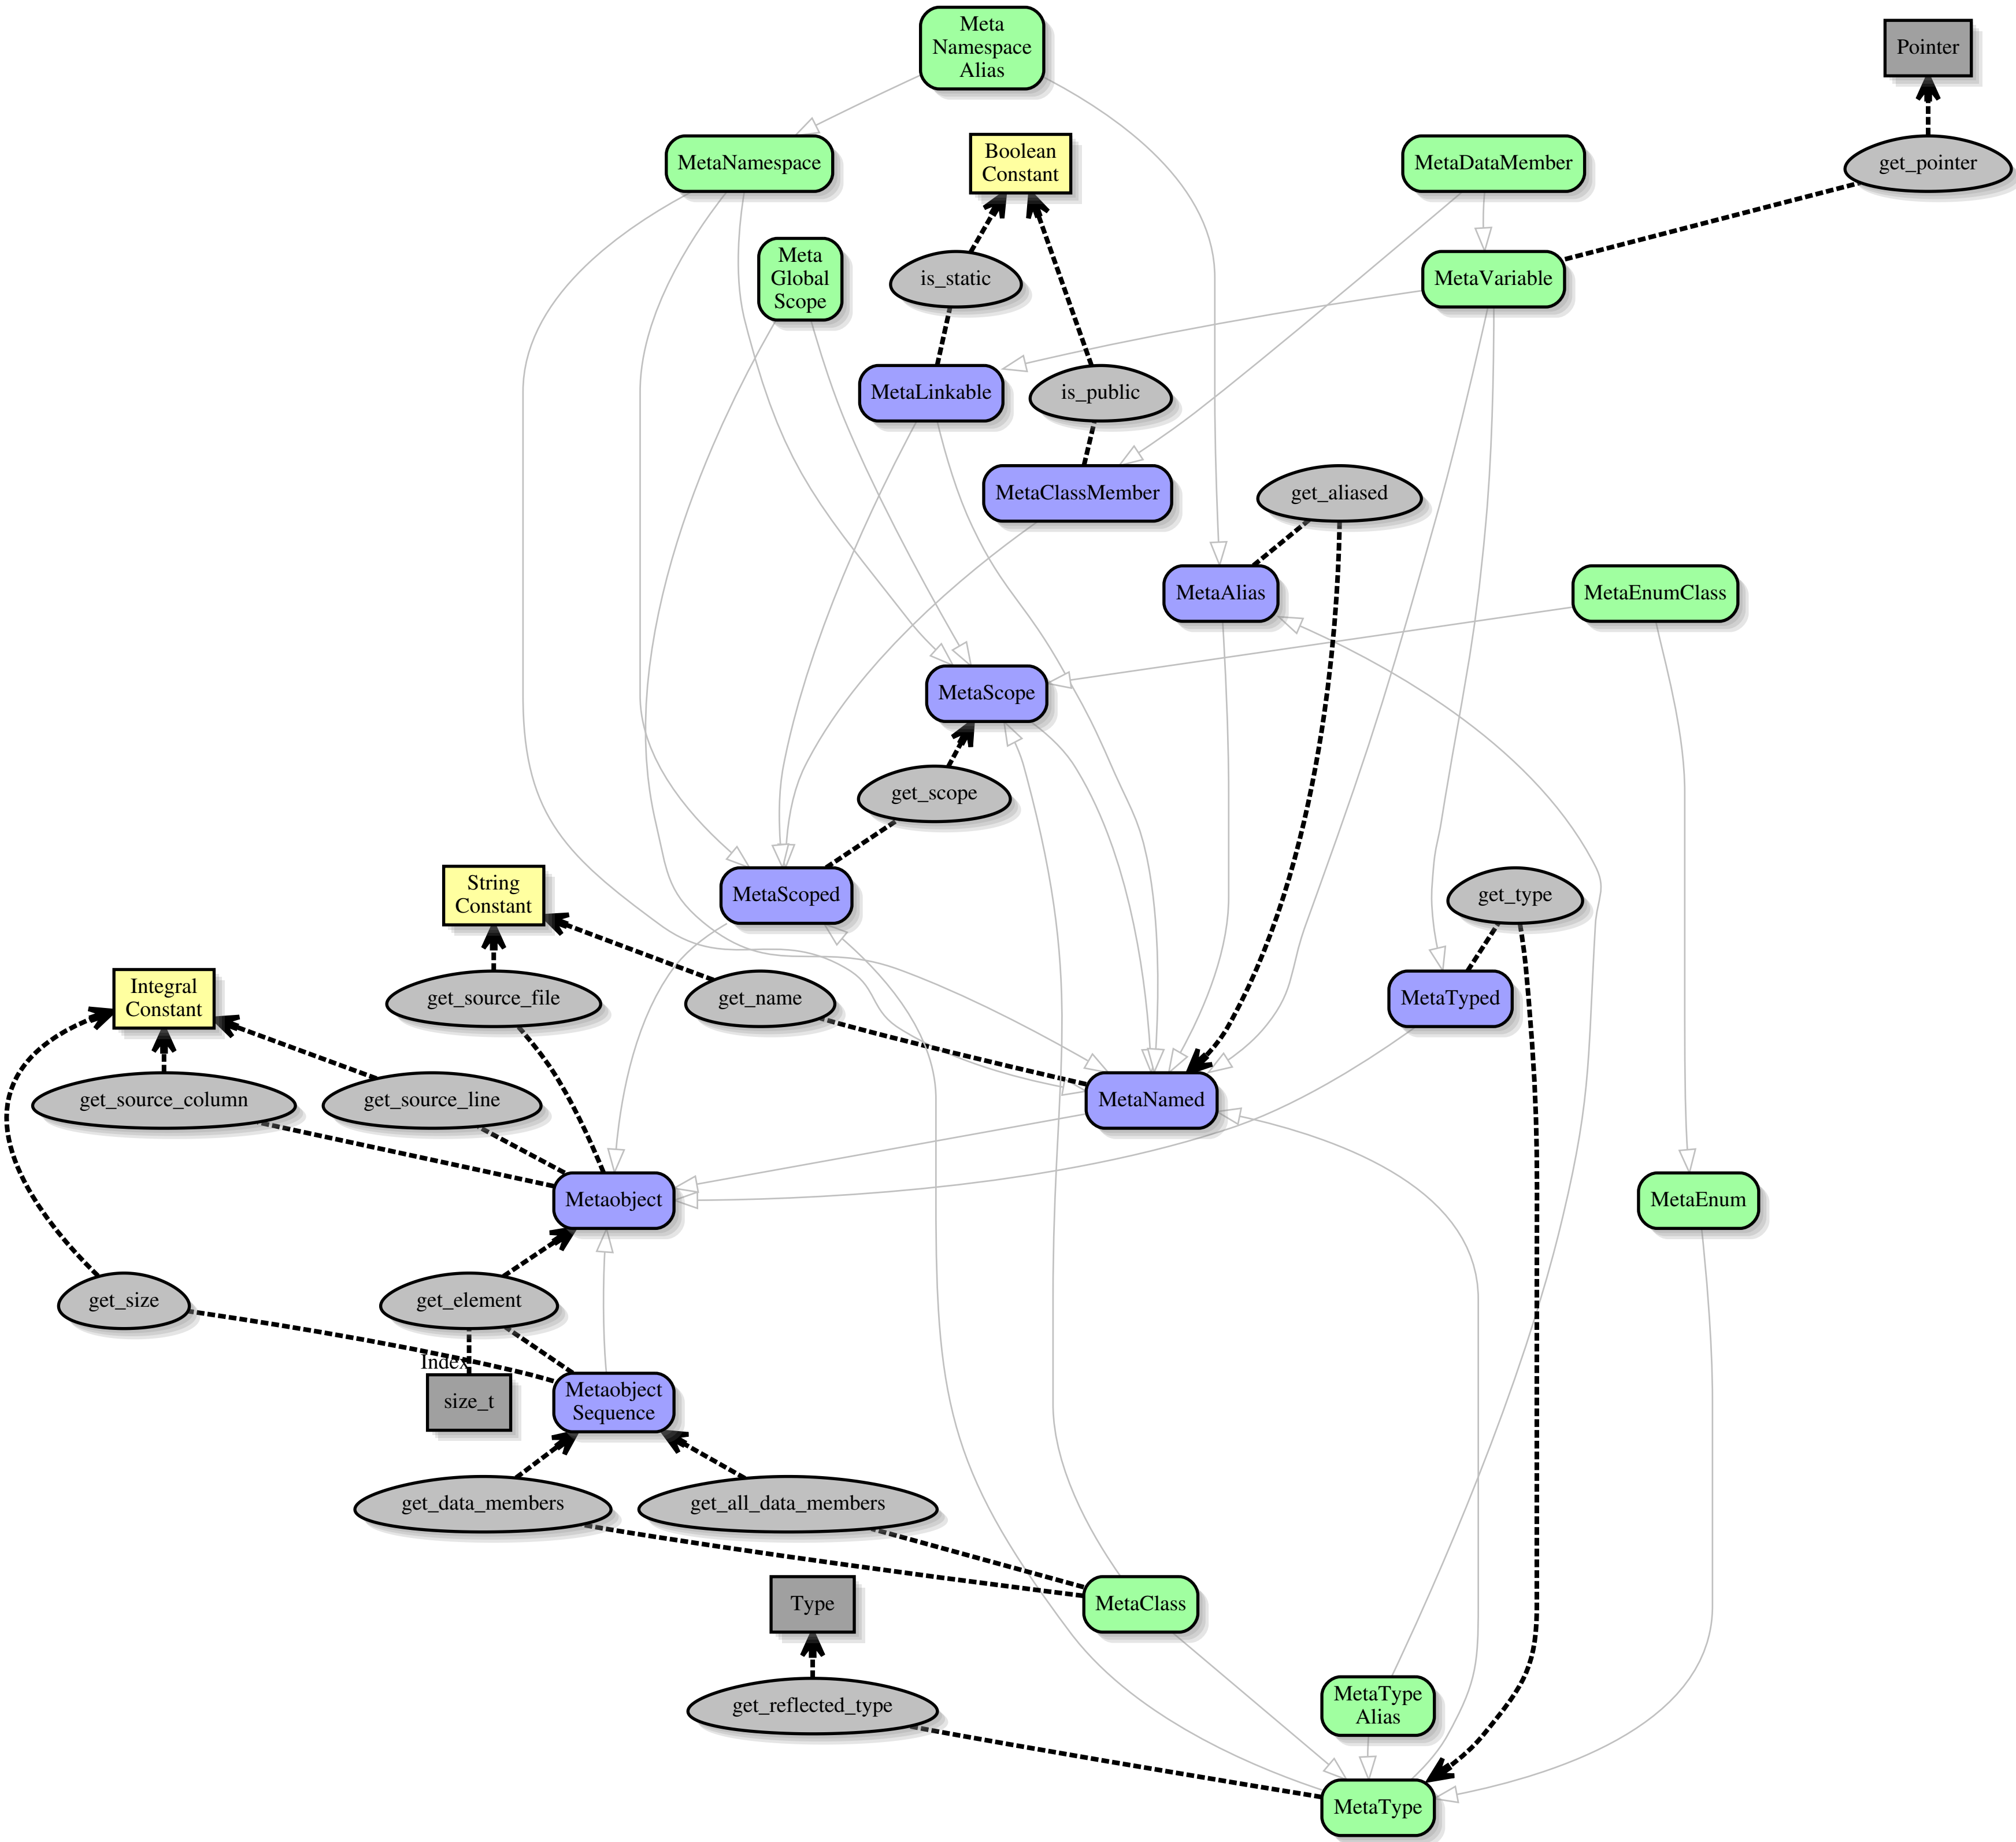 Meta
Namespace
Alias
Pointer
MetaNamespace
Boolean
Constant
MetaDataMember
get_pointer
Meta
Global
Scope
is_static
MetaVariable
MetaLinkable
is_public
MetaClassMember
get_aliased
MetaAlias
MetaEnumClass
MetaScope
get_scope
String
Constant
MetaScoped
get_type
Integral
Constant
get_source_file
get_name
MetaTyped
get_source_column
get_source_line
MetaNamed
Metaobject
MetaEnum
get_size
get_element
Index
size_t
Metaobject
Sequence
get_data_members
get_all_data_members
Type
MetaClass
get_reflected_type
MetaType
Alias
MetaType